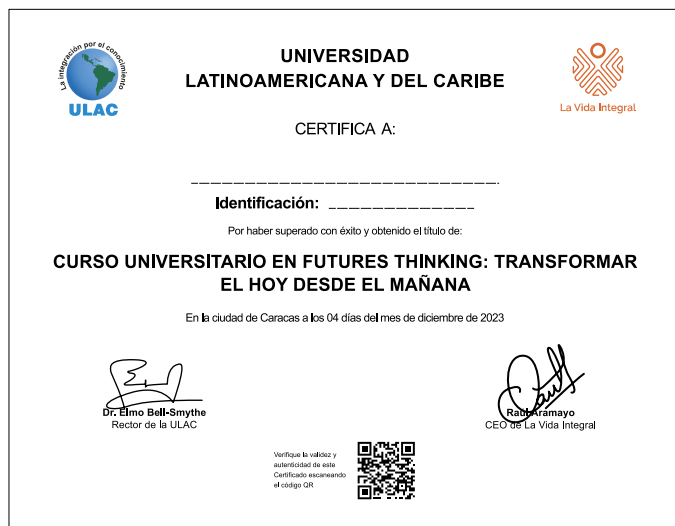 La integración por el conocimiento
ULAC
UNIVERSIDAD
LATINOAMERICANA Y DEL CARIBE
La Vida Integral
CERTIFICA A:
Identificación:
Por haber superado con éxito y obtenido el título de:
CURSO UNIVERSITARIO EN FUTURES THINKING: TRANSFORMAR
EL HOY DESDE EL MAÑANA
En la ciudad de Caracas a los 04 días del mes de diciembre de 2023
Dr. Elmo Bell-Smythe
Rector de la ULAC
Raúl Aramayo
CEO de La Vida Integral
Verifique la validez y
autenticidad de este
Certificado escaneando
el código QR